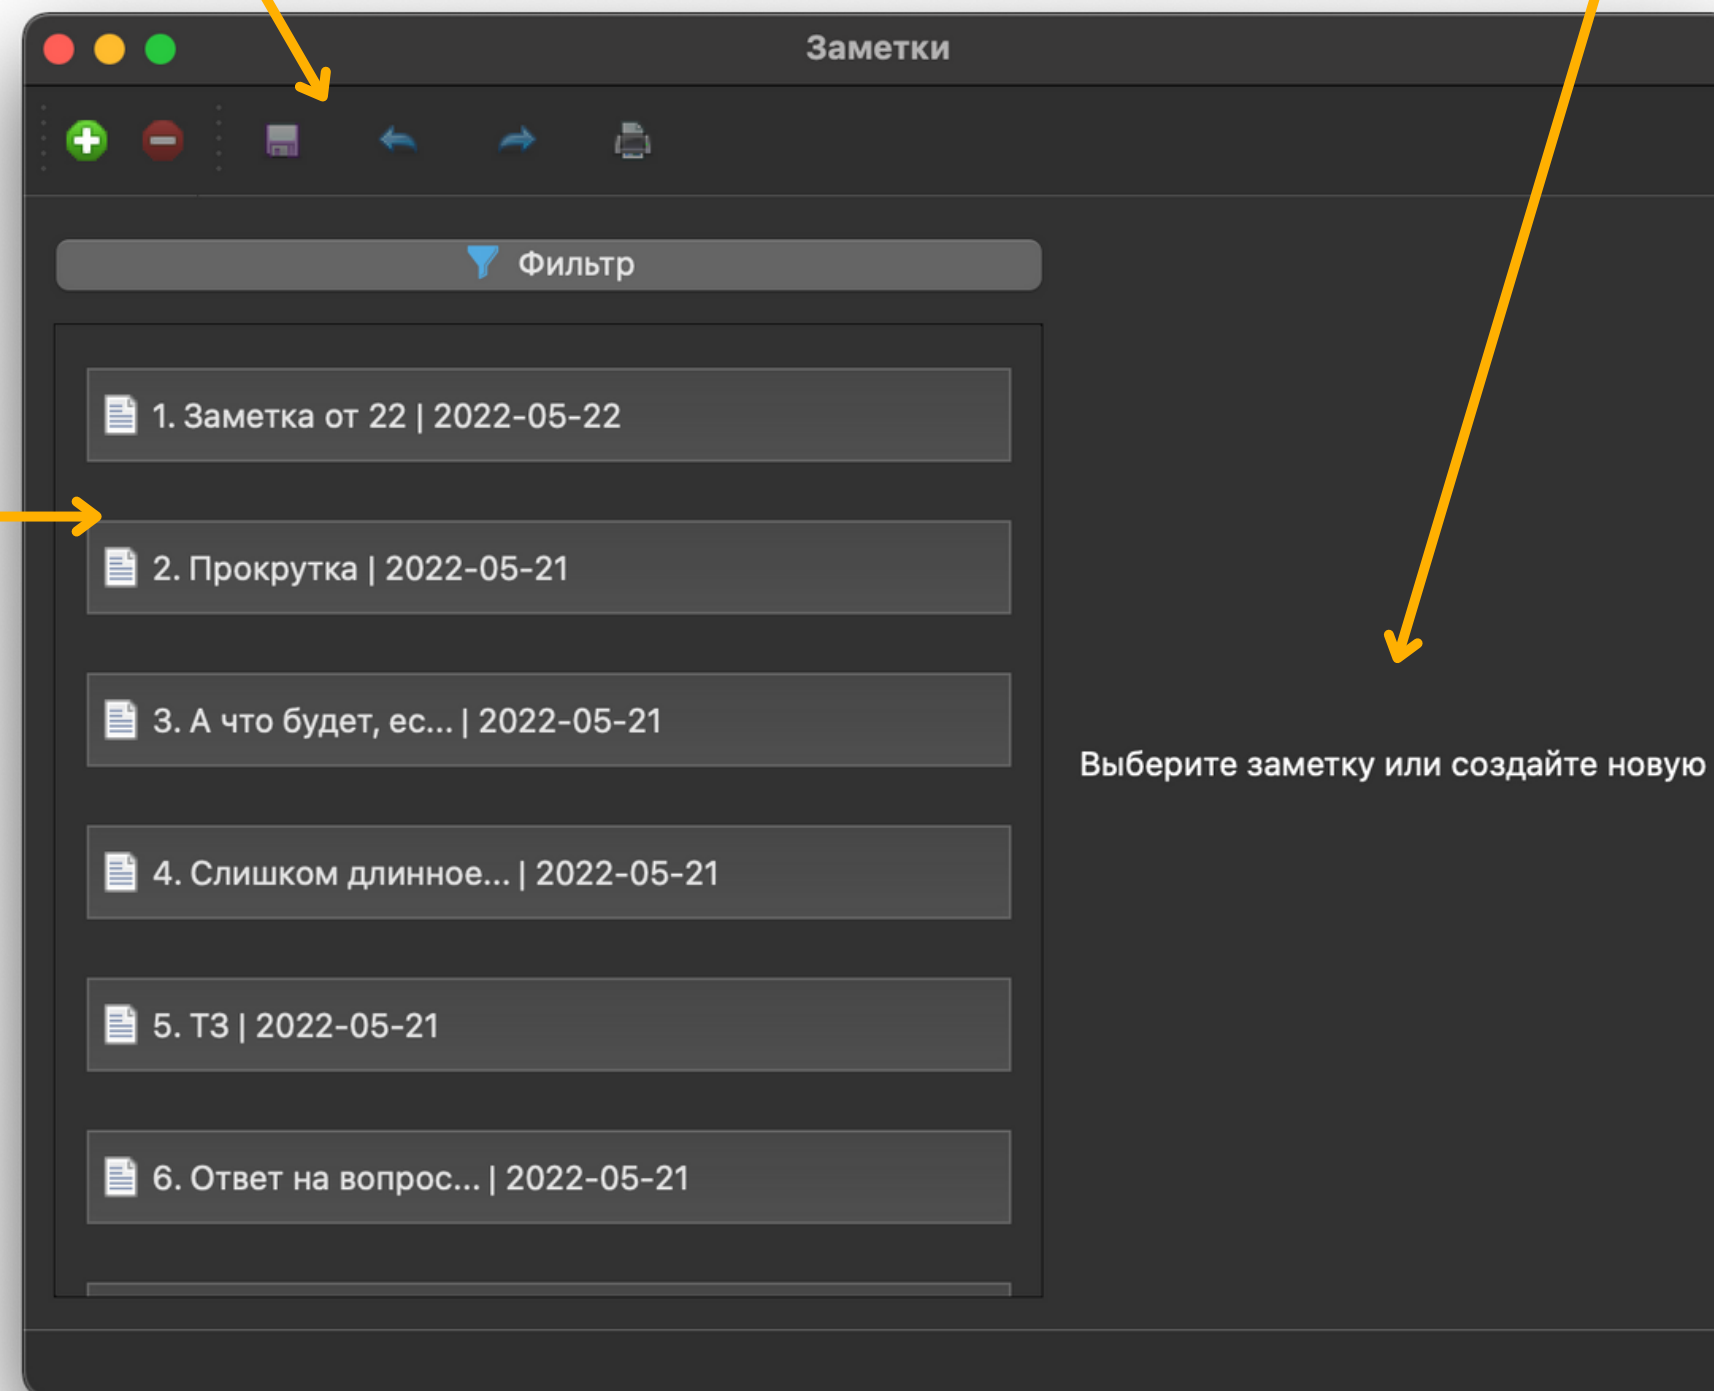 Заметки
Фильтр
1. Заметка от 22 | 2022-05-22
2. Прокрутка | 2022-05-21
3. А что будет, ес... | 2022-05-21
4. Слишком длинное... | 2022-05-21
5. ТЗ | 2022-05-21
6. Ответ на вопрос... | 2022-05-21
Выберите заметку или создайте новую